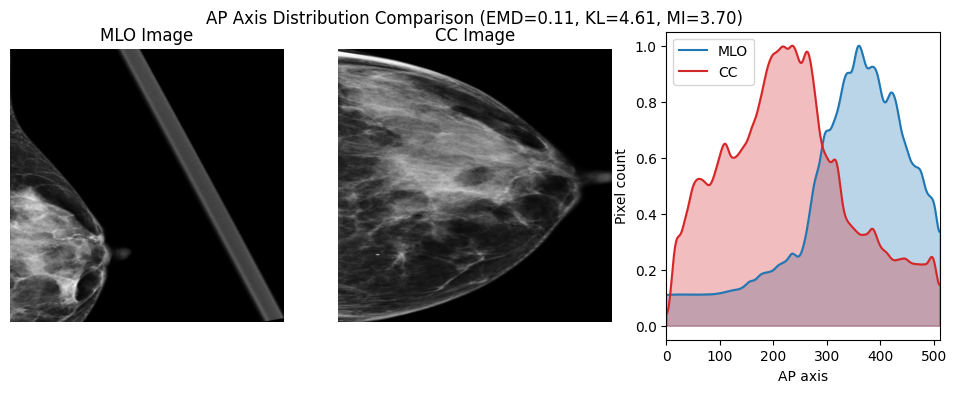 AP Axis Distribution Comparison (EMD=0.11, KL=4.61, MI=3.70)
MLO Image
CC Image
MLO
CC
Pixel count
1.0
0.8
0.6
0.4
0.2
0.0
0
100
200
300
400
500
AP axis